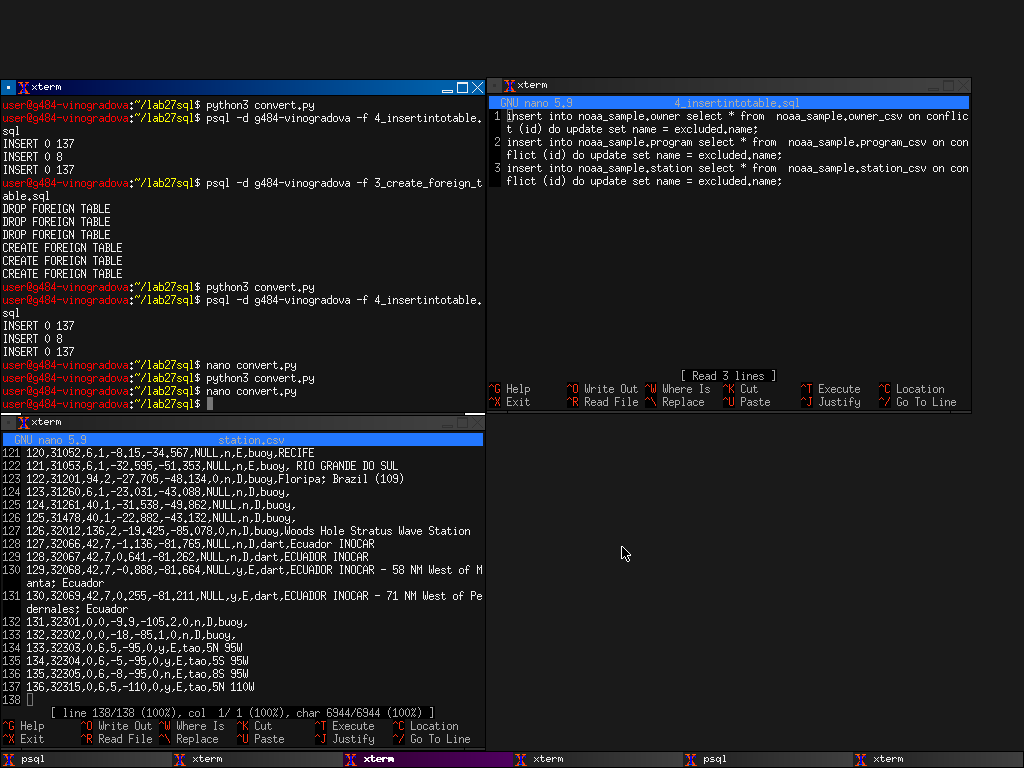 xterm
user@g484-vinogradova:~/lab27sql$ python3 convert.py
user@g484-vinogradova:~/lab27sql$ psql -d g484-vinogradova -f 4_insertintotable.
sql
INSERT 0 137
INSERT 0 8
INSERT 0 137
user@g484-vinogradova:~/lab27sql$ psql -d g484-vinogradova -f 3_create_foreign_t
able.sql
DROP FOREIGN TABLE
DROP FOREIGN TABLE
DROP FOREIGN TABLE
CREATE FOREIGN TABLE
CREATE FOREIGN TABLE
CREATE FOREIGN TABLE
user@g484-vinogradova:~/lab27sql$ python3 convert.py
user@g484-vinogradova:~/lab27sql$ psql -d g484-vinogradova -f 4_insertintotable.
sql
INSERT 0 137
INSERT 0 8
INSERT 0 137
user@g484-vinogradova:~/lab27sql$ nano convert.py
user@g484-vinogradova:~/lab27sql$ python3 convert.py
user@g484-vinogradova:~/lab27sql$ nano convert.py
user@g484-vinogradova:~/lab27sql$
xterm
GNU nano 5.9 4_insertintotable.sql
1 insert into noaa_sample.owner select * from  noaa_sample.owner_csv on conflic
t (id) do update set name = excluded.name;
2 insert into noaa_sample.program select * from  noaa_sample.program_csv on con
flict (id) do update set name = excluded.name;
3 insert into noaa_sample.station select * from  noaa_sample.station_csv on con
flict (id) do update set name = excluded.name;
[ Read 3 lines ]
^G Help ^O Write Out ^W Where Is ^K Cut ^T Execute ^C Location
^X Exit ^R Read File ^\ Replace ^U Paste ^J Justify ^/ Go To Line
xterm
GNU nano 5.9 station.csv
121 120,31052,6,1,-8.15,-34.567,NULL,n,E,buoy,RECIFE
122 121,31053,6,1,-32.595,-51.353,NULL,n,E,buoy, RIO GRANDE DO SUL
123 122,31201,94,2,-27.705,-48.134,0,n,D,buoy,Floripa; Brazil (109)
124 123,31260,6,1,-23.031,-43.088,NULL,n,D,buoy,
125 124,31261,40,1,-31.538,-49.862,NULL,n,D,buoy,
126 125,31478,40,1,-22.882,-43.132,NULL,n,D,buoy,
127 126,32012,136,2,-19.425,-85.078,0,n,D,buoy,Woods Hole Stratus Wave Station
128 127,32066,42,7,-1.136,-81.765,NULL,n,D,dart,Ecuador INOCAR
129 128,32067,42,7,0.641,-81.262,NULL,n,D,dart,ECUADOR INOCAR
130 129,32068,42,7,-0.888,-81.664,NULL,y,E,dart,ECUADOR INOCAR - 58 NM West of M
anta; Ecuador
131 130,32069,42,7,0.255,-81.211,NULL,y,E,dart,ECUADOR INOCAR - 71 NM West of Pe
dernales; Ecuador
132 131,32301,0,0,-9.9,-105.2,0,n,D,buoy,
133 132,32302,0,0,-18,-85.1,0,n,D,buoy,
134 133,32303,0,6,5,-95,0,y,E,tao,5N 95W
135 134,32304,0,6,-5,-95,0,y,E,tao,5S 95W
136 135,32305,0,6,-8,-95,0,n,E,tao,8S 95W
137 136,32315,0,6,5,-110,0,y,E,tao,5N 110W
138
[ line 138/138 (100%), col  1/ 1 (100%), char 6944/6944 (100%) ]
^G Help ^O Write Out ^W Where Is ^K Cut ^T Execute ^C Location
^X Exit ^R Read File ^\ Replace ^U Paste ^J Justify ^/ Go To Line
psql xterm xterm xterm psql xterm